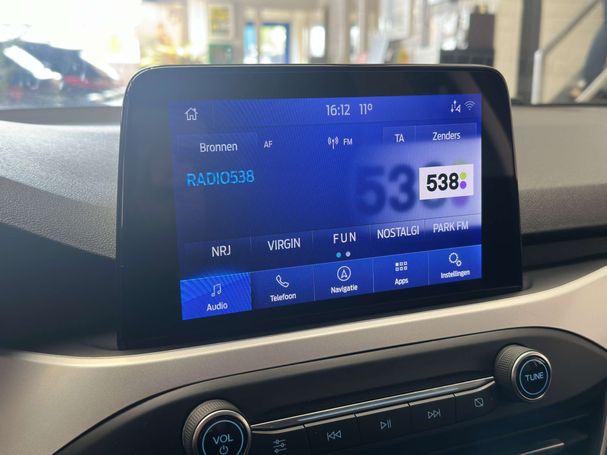 16:12 11°
Bronnen AF FM TA Zenders
RADIO538
538
538
NRJ VIRGIN FUN NOSTALGI PARK FM
Audio Telefoon Navigatie Apps Instellingen
VOL TUNE